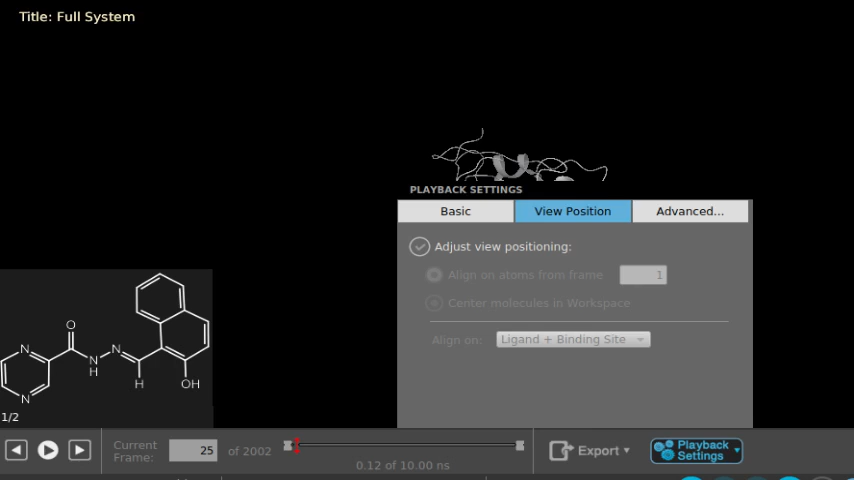 Title: Full System
PLAYBACK SETTINGS
Basic
View Position
Advanced...
Adjust view positioning:
Align on atoms from frame 1
Center molecules in Workspace
Align on: Ligand + Binding Site
O
N
N
N
H
N
H
OH
1/2
Current
Frame:
25
of 2002
0.12 of 10.00 ns
Export
Playback
Settings